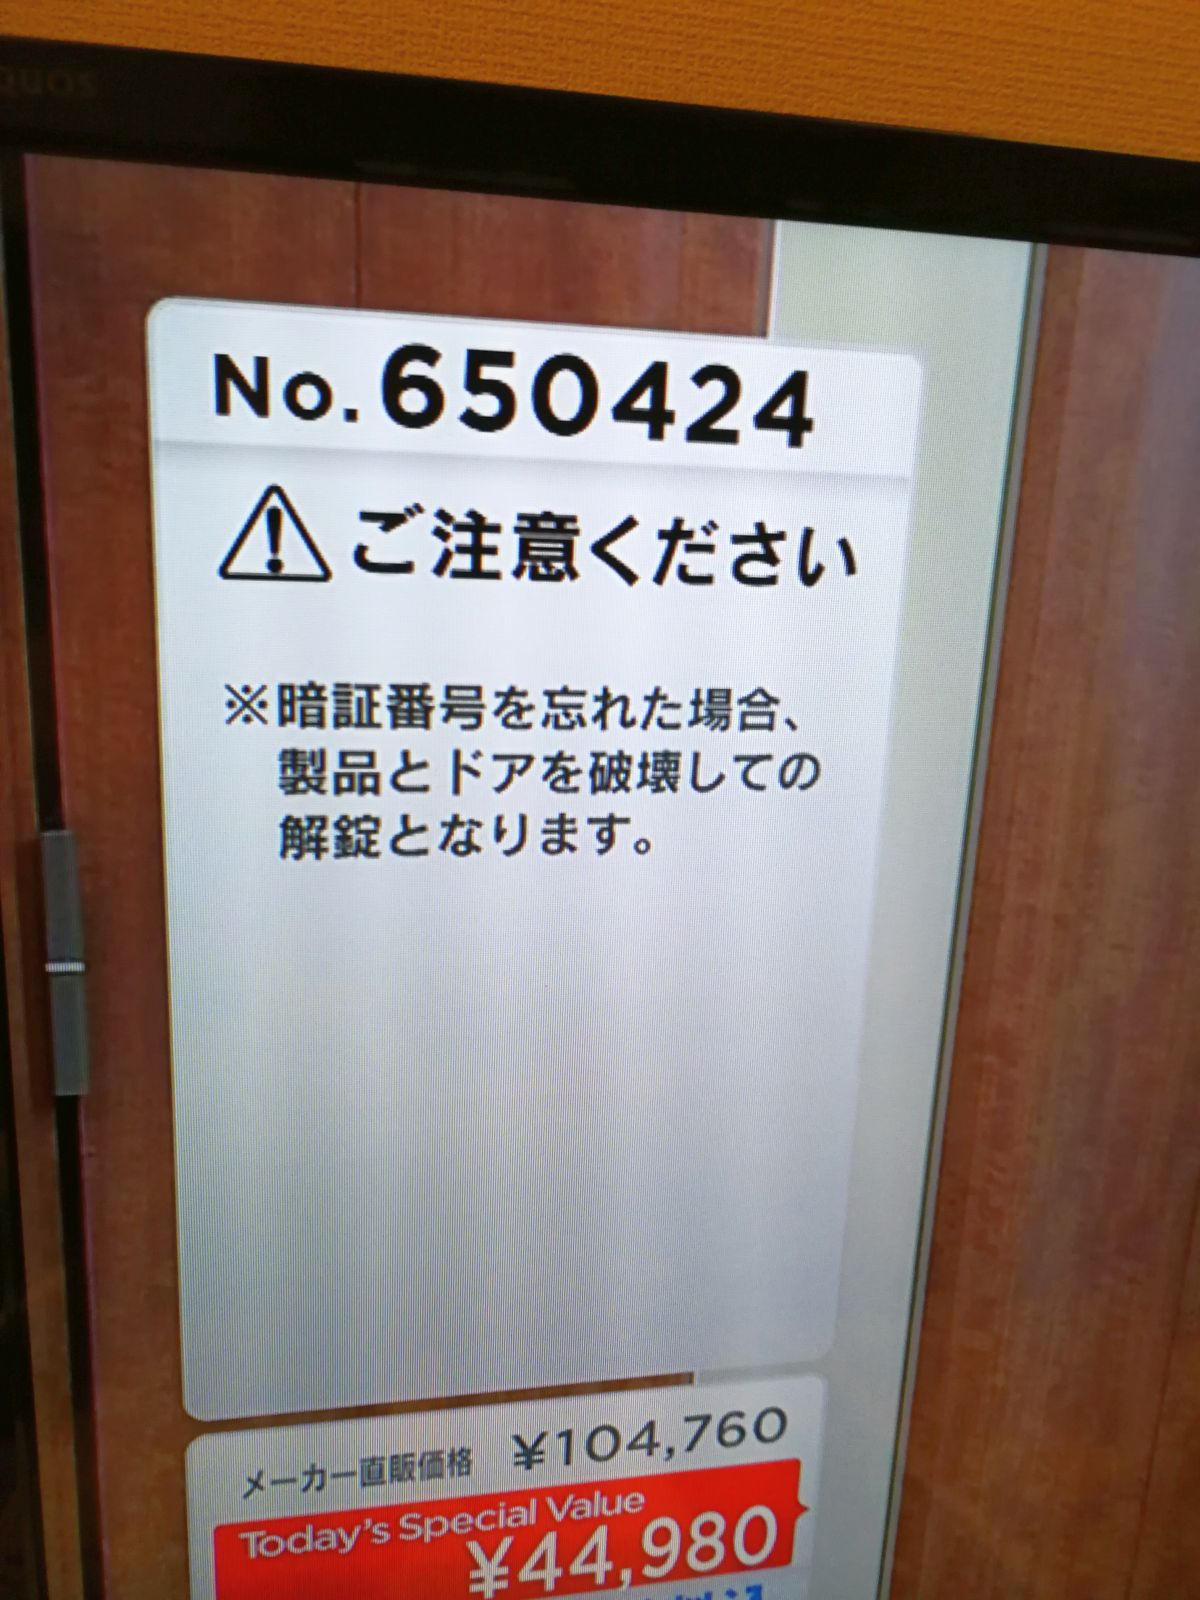 No.650424
ご注意ください
※暗証番号を忘れた場合、
製品とドアを破壊しての
解錠となります。
メーカー直販価格 ¥104,760
Today's Special Value
¥44,980